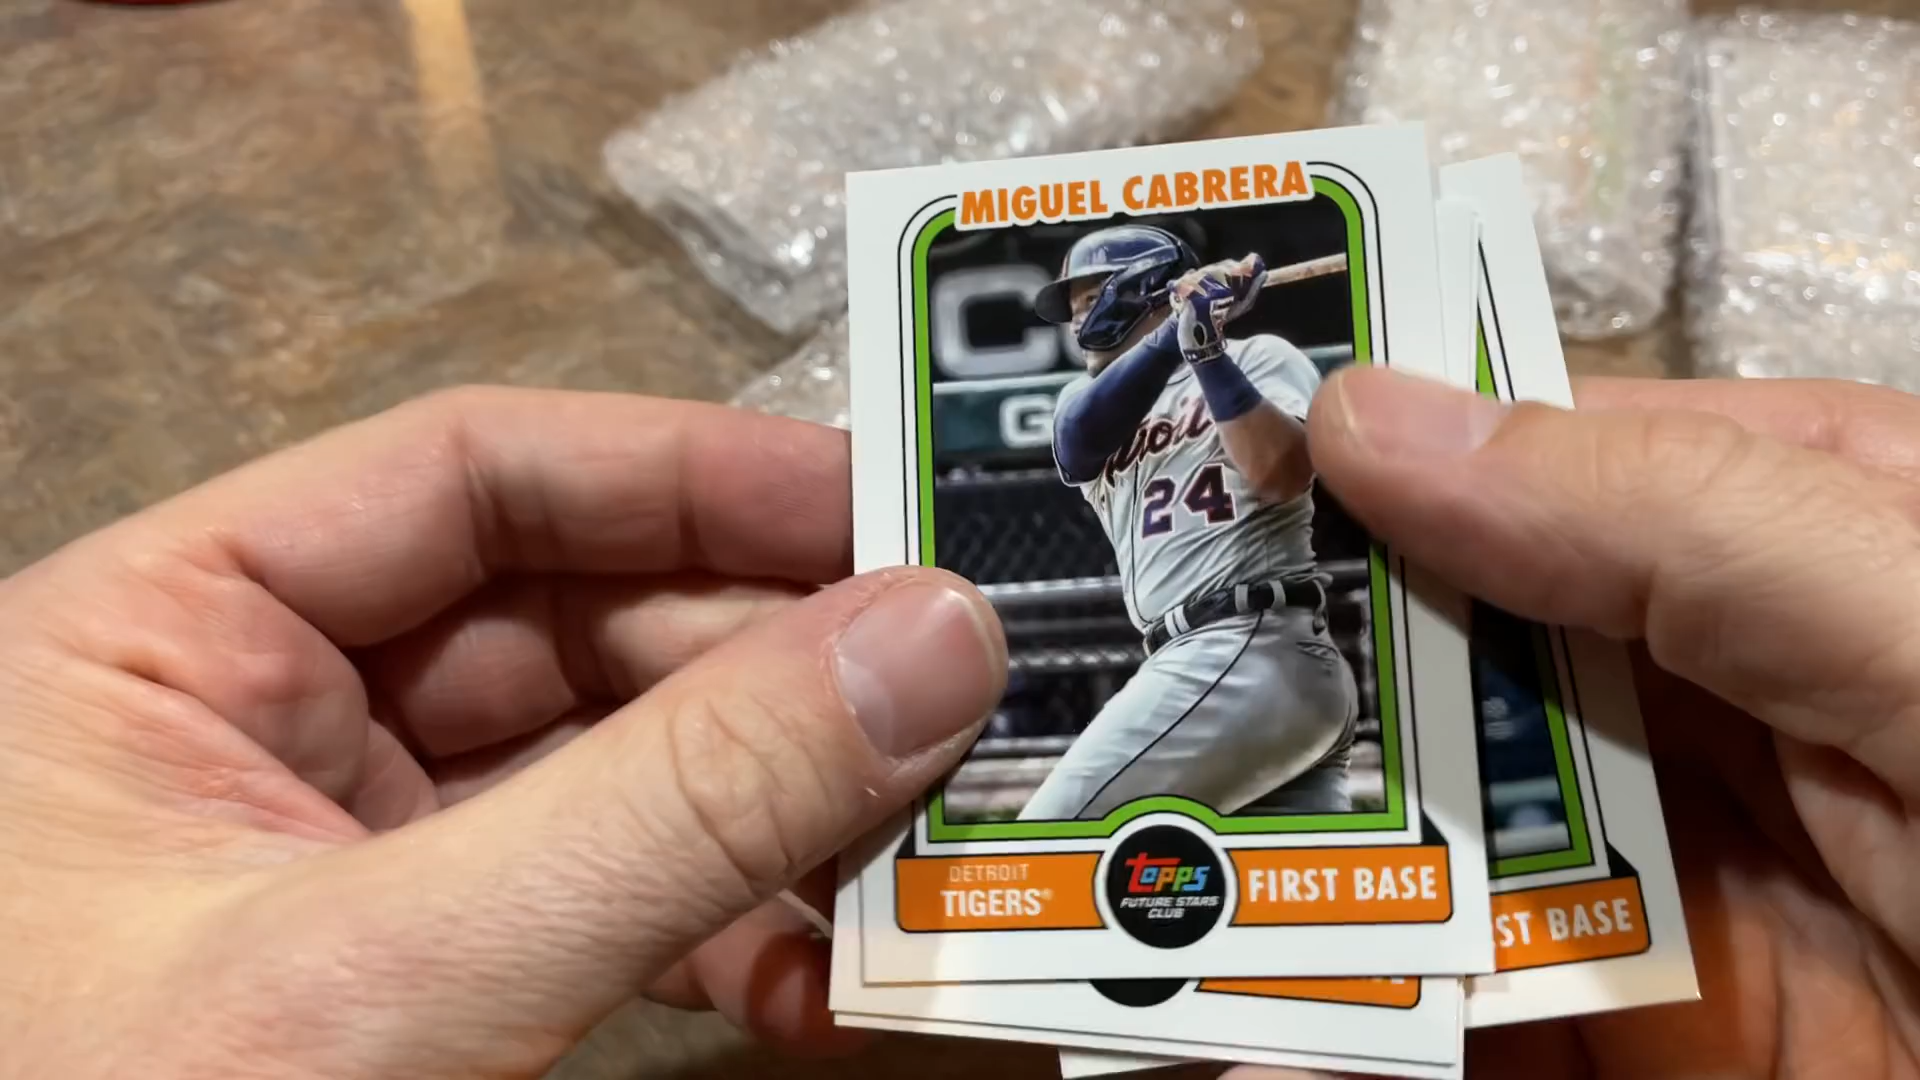 MIGUEL CABRERA
C
G
24
DETROIT
TIGERS®
TOPPS
FUTURE STARS
CLUB
FIRST BASE
ST BASE